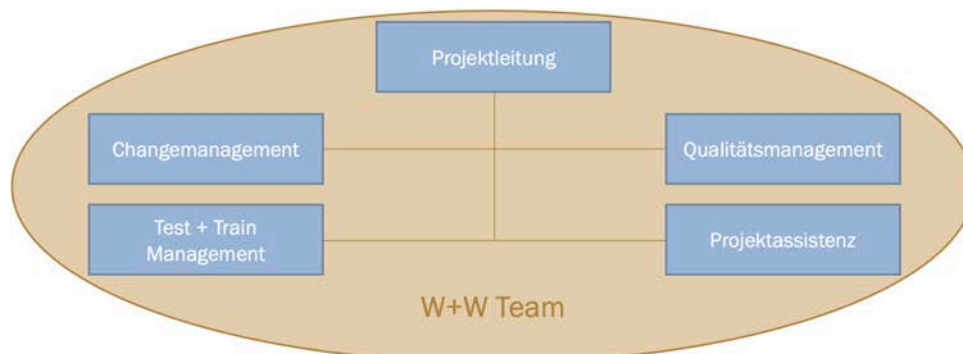 Projektleitung
Changemanagement
Qualitätsmanagement
Test + Train
Management
Projektassistenz
W+W Team